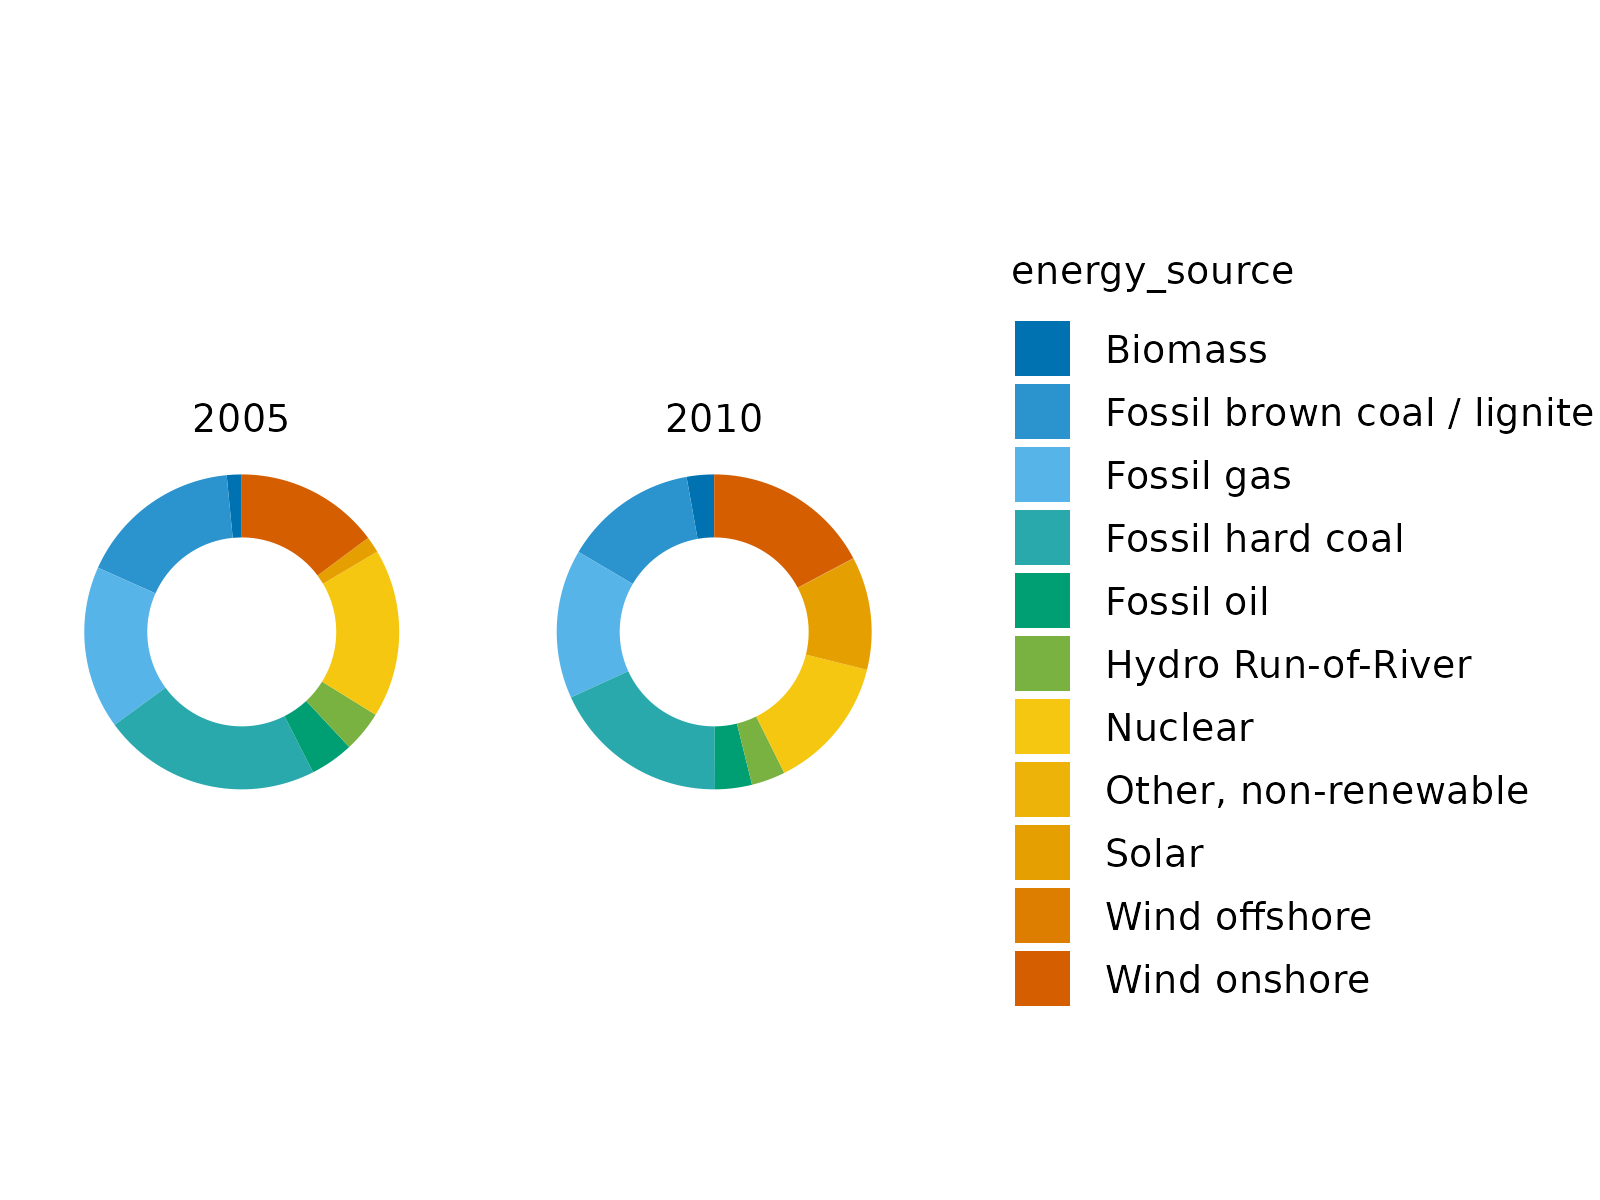 2005
2010
energy_source
Biomass
Fossil brown coal / lignite
Fossil gas
Fossil hard coal
Fossil oil
Hydro Run-of-River
Nuclear
Other, non-renewable
Solar
Wind offshore
Wind onshore